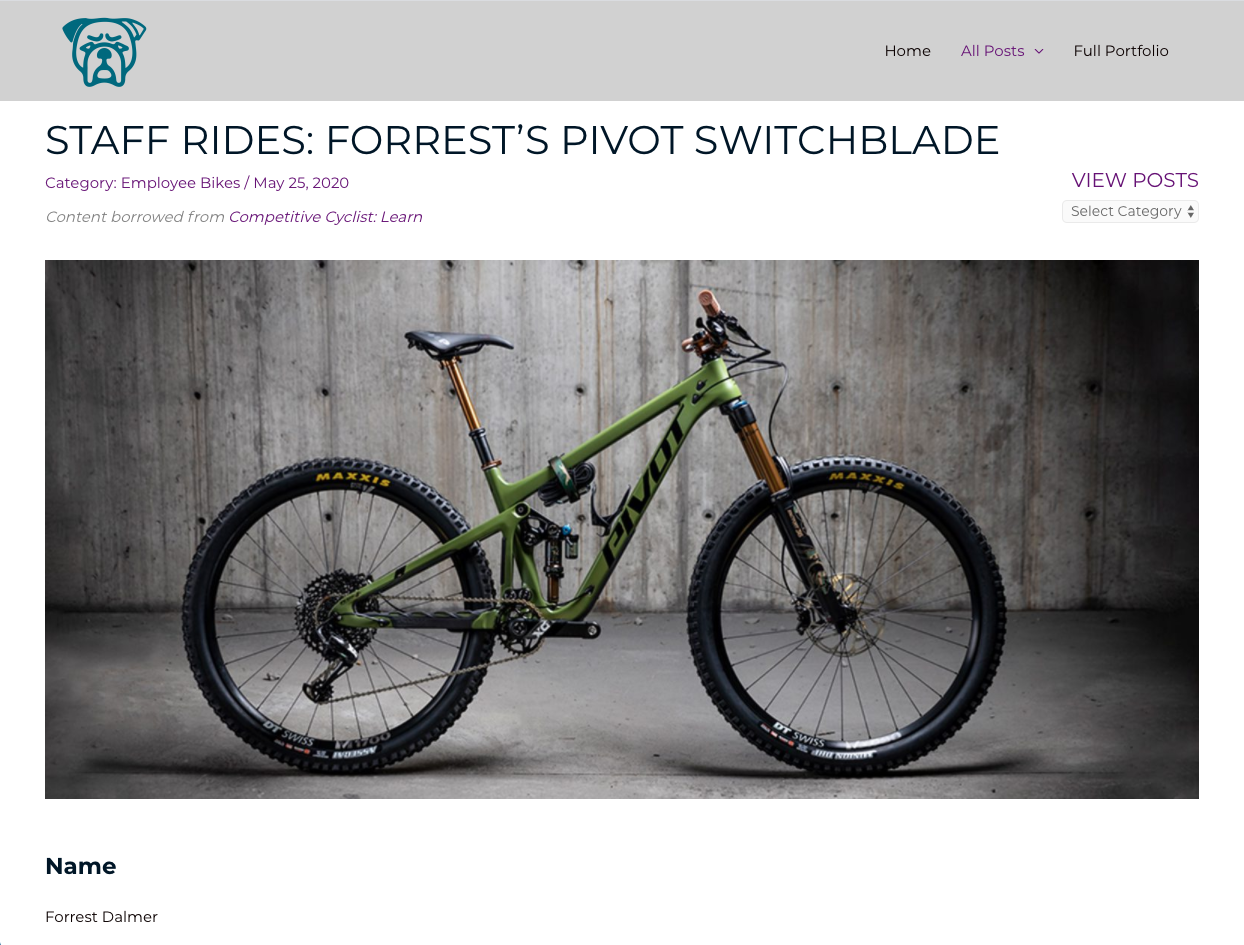 Home
All Posts
Full Portfolio
STAFF RIDES: FORREST’S PIVOT SWITCHBLADE
Category: Employee Bikes / May 25, 2020
VIEW POSTS
Content borrowed from Competitive Cyclist: Learn
Select Category
MAXXIS
MAXXIS
PIVOT
DT SWISS
DT SWISS
Name
Forrest Dalmer